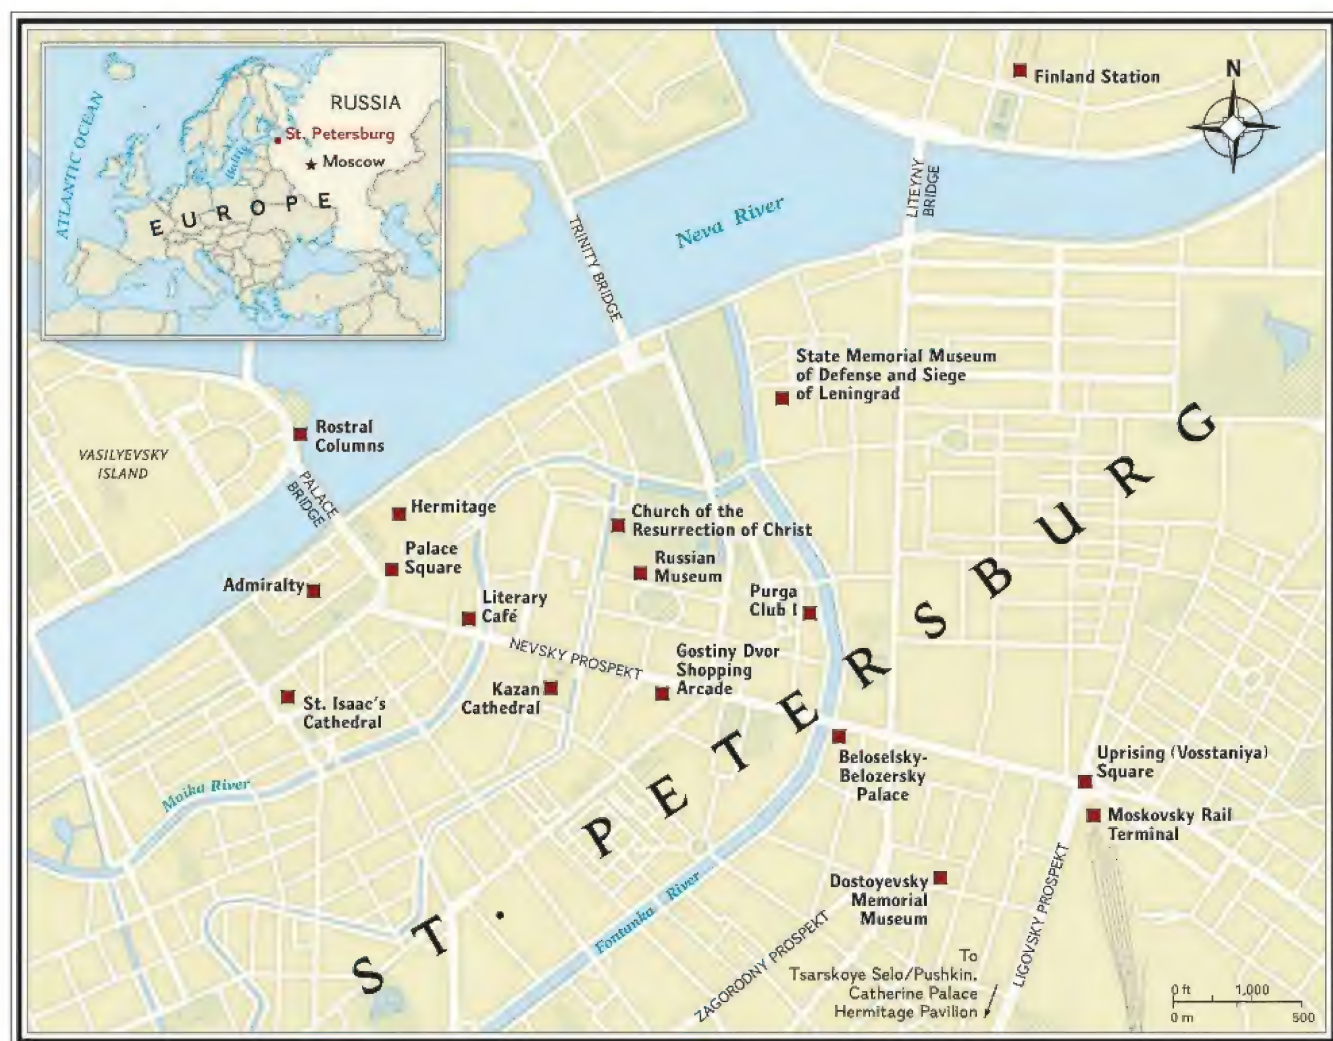 ATLANTIC OCEAN
RUSSIA
St. Petersburg
Baltic
Moscow
EUROPE
Finland Station
N
LITEYNY
BRIDGE
Neva River
TRINITY BRIDGE
State Memorial Museum
of Defense and Siege
of Leningrad
Rostral
Columns
VASILYEVSKY
ISLAND
PALACE
BRIDGE
Hermitage
Church of the
Resurrection of Christ
Palace
Square
Russian
Museum
Admiralty
Literary
Café
Purga
Club I
NEVSKY PROSPEKT
Gostiny Dvor
Shopping
Arcade
Kazan
Cathedral
St. Isaac's
Cathedral
ST. PETERSBURG
Beloselsky-
Belozersky
Palace
Uprising (Vosstaniya)
Square
Moskovsky Rail
Terminal
Moika River
Dostoyevsky
Memorial
Museum
Fontanka River
ZAGORODNY PROSPEKT
LIGOVSKY PROSPEKT
To
Tsarskoye Selo/Pushkin,
Catherine Palace
Hermitage Pavilion
0 ft 1,000
0 m 500